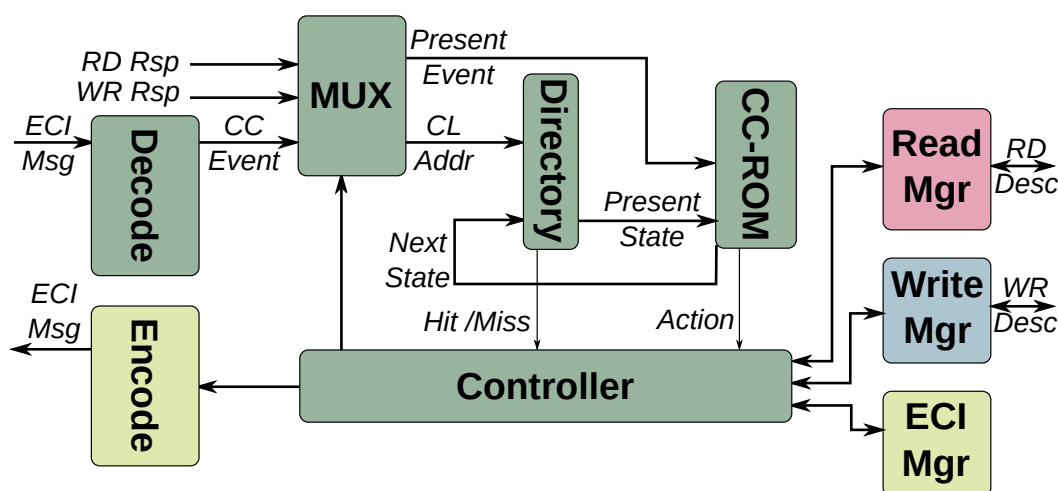 RD Rsp
WR Rsp
ECI
Msg
Decode
CC
Event
MUX
Present
Event
CL
Addr
Directory
Present
State
Next
State
CC-ROM
Hit /Miss
Action
Controller
ECI
Msg
Encode
Read
Mgr
RD
Desc
Write
Mgr
WR
Desc
ECI
Mgr